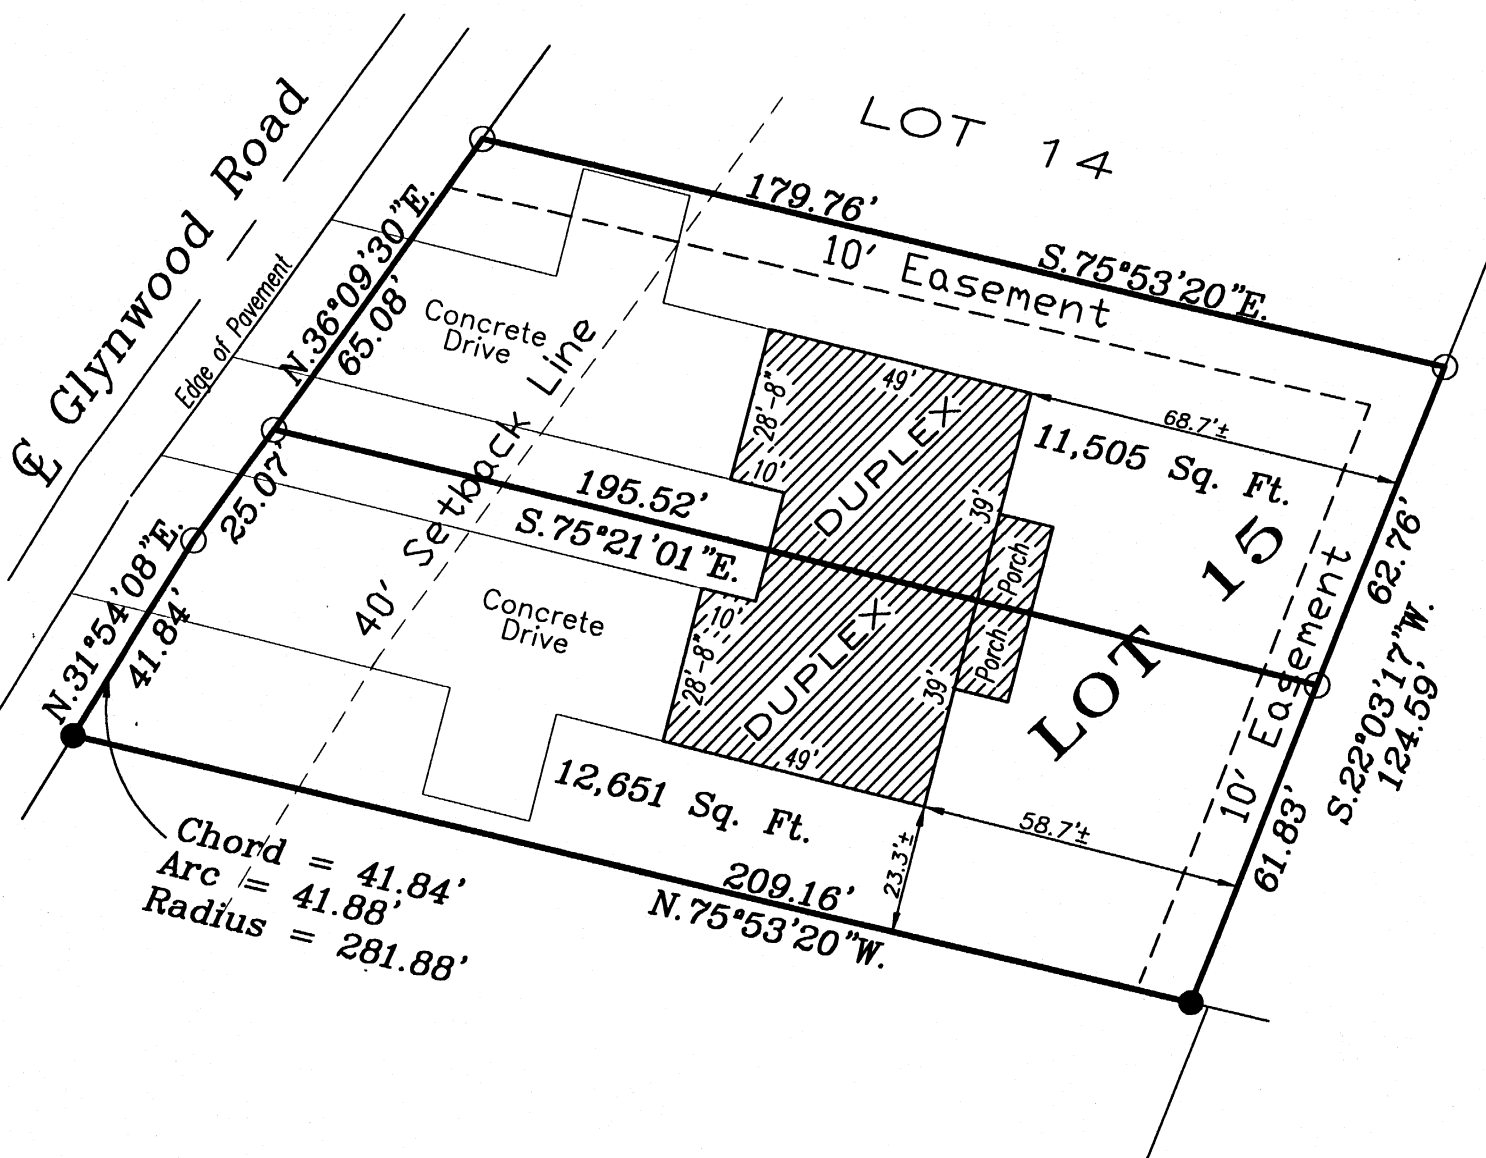 LOT 14
179.76'
S.75°53'20"E.
10' Easement
℄ Glynwood Road
Edge of Pavement
N.36°09'30"E.
65.08'
Concrete
Drive
40' Setback Line
49'
28'-8"
10'
DUPLEX
39'
68.7'±
11,505 Sq. Ft.
195.52'
S.75°21'01"E.
25.07'
N.31°54'08"E.
41.84'
Concrete
Drive
10'
28'-8"
DUPLEX
39'
49'
Porch
Porch
LOT 15
10' Easement
62.76'
S.22°03'17"W.
124.59'
61.83'
58.7'±
23.3'±
12,651 Sq. Ft.
209.16'
N.75°53'20"W.
Chord = 41.84'
Arc = 41.88'
Radius = 281.88'